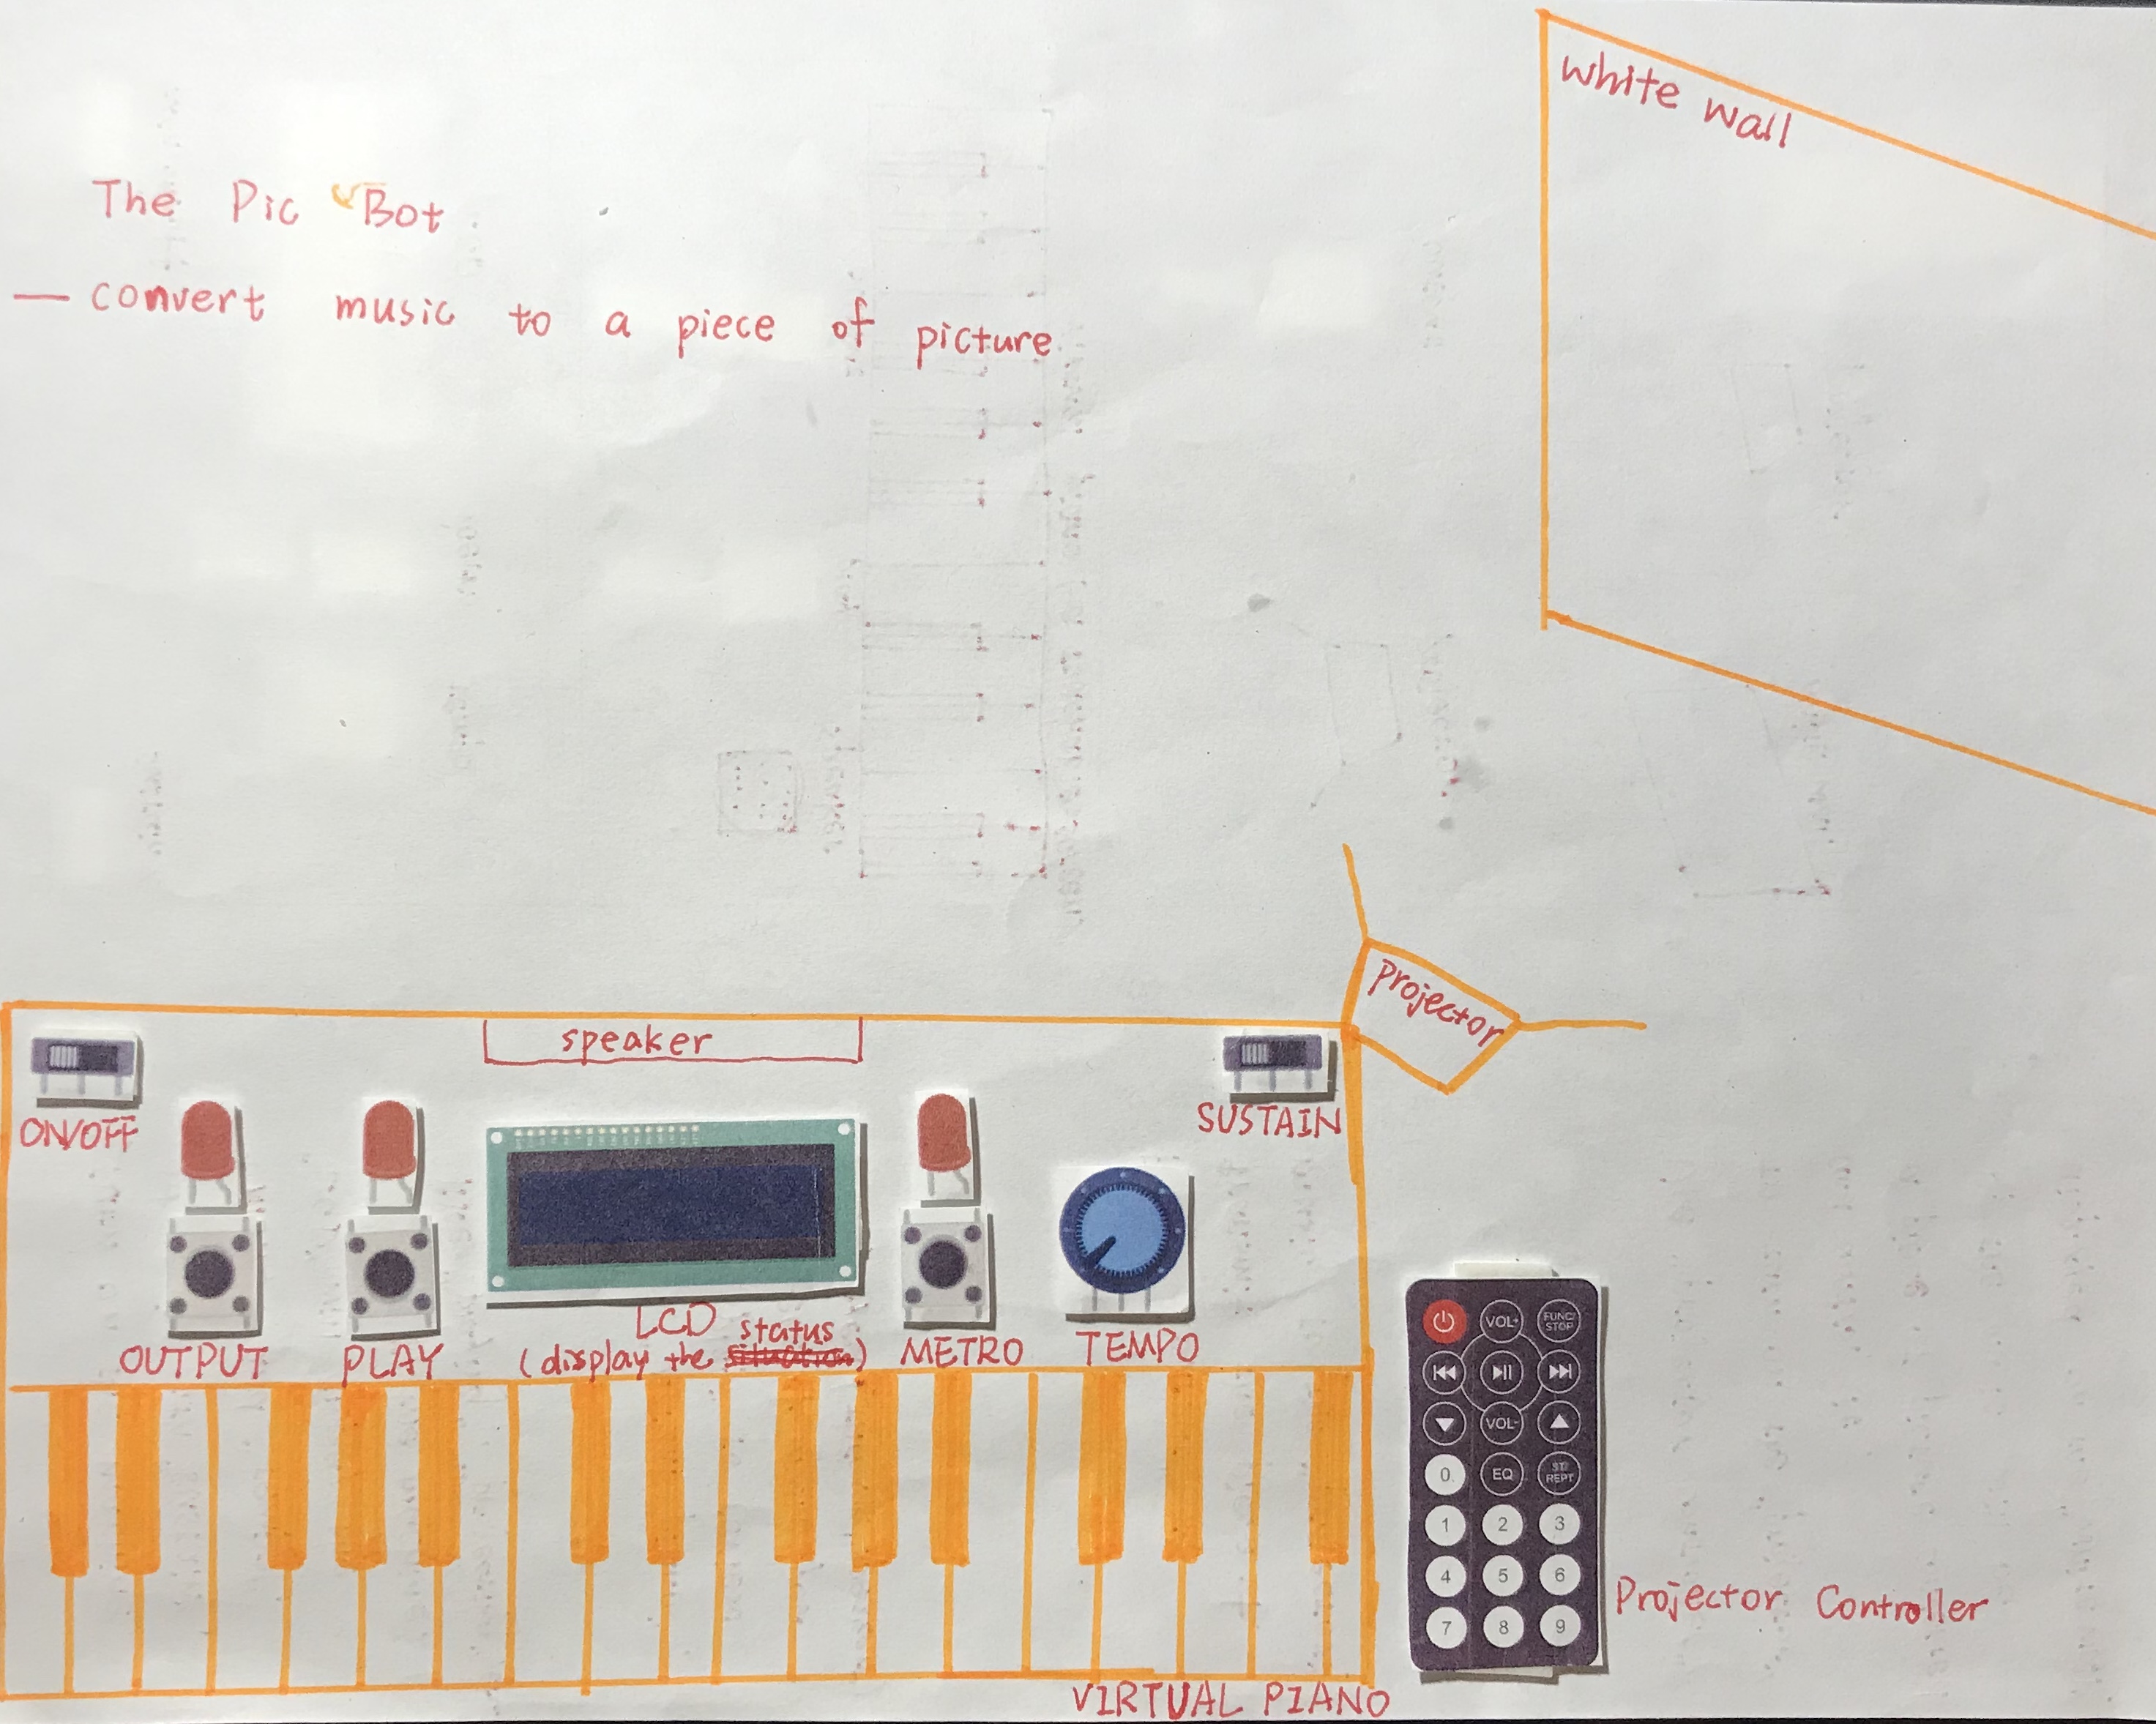 The Pic Bot
— convert music to a piece of picture
white wall
projector
speaker
ON/OFF
SUSTAIN
OUTPUT
PLAY
LCD
(display the status)
METRO
TEMPO
VOL+
FUNC/
STOP
VOL-
0
EQ
ST/
REPT
1 2 3
4 5 6
7 8 9
Projector Controller
VIRTUAL PIANO